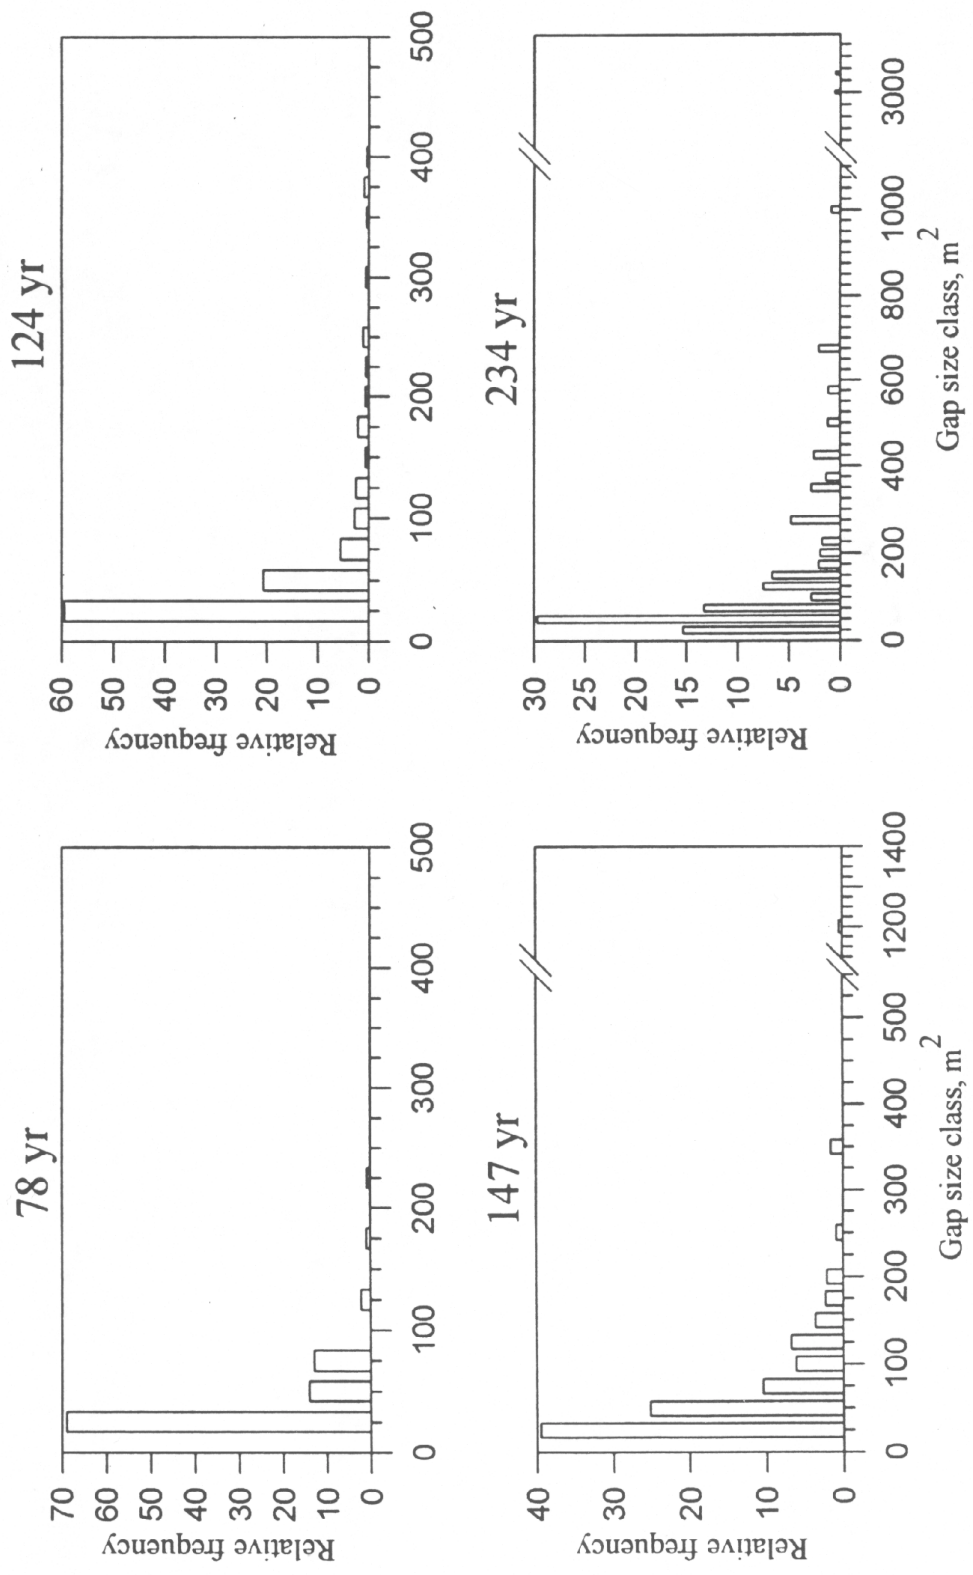 78 yr
70
60
50
40
30
20
10
0
Relative frequency
0 100 200 300 400 500
124 yr
60
50
40
30
20
10
0
Relative frequency
0 100 200 300 400 500
147 yr
40
30
20
10
0
Relative frequency
0 100 200 300 400 500 1200 1400
Gap size class, m²
234 yr
30
25
20
15
10
5
0
Relative frequency
0 200 400 600 800 1000 3000
Gap size class, m²